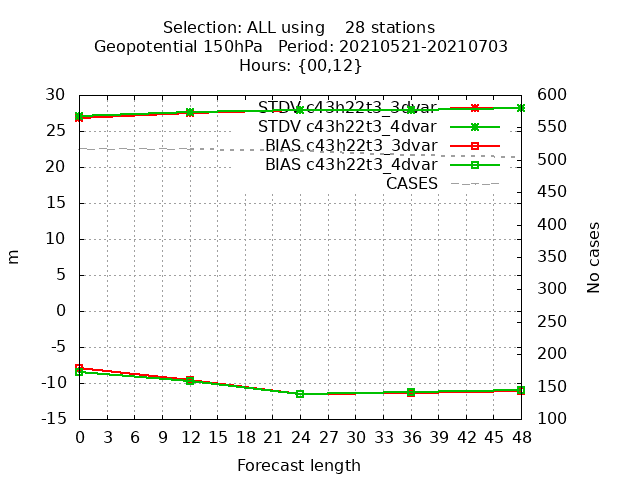 Selection: ALL using    28 stations
Geopotential 150hPa   Period: 20210521-20210703
Hours: {00,12}
30 STDV c43h22t3_3dvar 600
STDV c43h22t3_4dvar
25 BIAS c43h22t3_3dvar 550
20 BIAS c43h22t3_4dvar 500
CASES
15 450
10 400
5 350
m No cases
0 300
-5 250
-10 200
-15 150
100
0 3 6 9 12 15 18 21 24 27 30 33 36 39 42 45 48
Forecast length